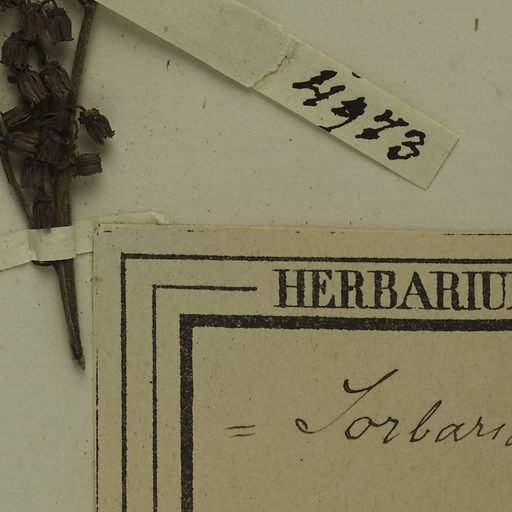 4973
HERBARIU
= Sorbaria